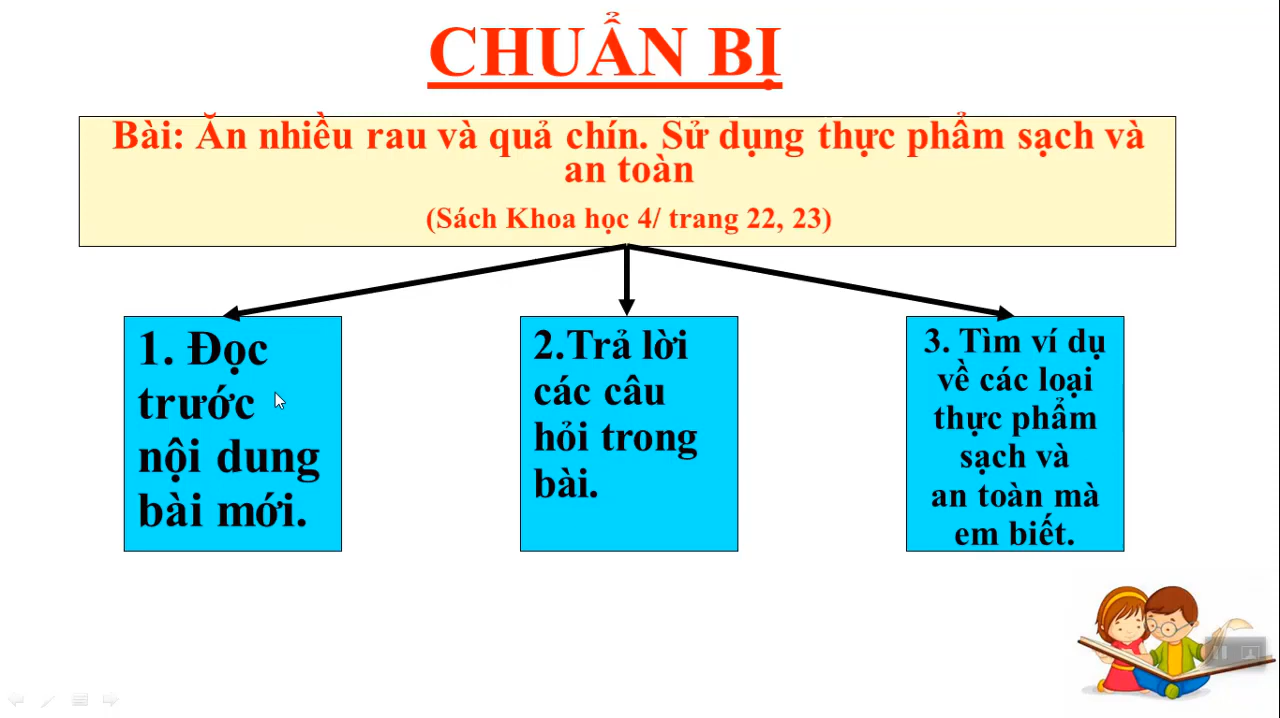 CHUẨN BỊ
Bài: Ăn nhiều rau và quả chín. Sử dụng thực phẩm sạch và
an toàn
(Sách Khoa học 4/ trang 22, 23)
1. Đọc
trước
nội dung
bài mới.
2.Trả lời
các câu
hỏi trong
bài.
3. Tìm ví dụ
về các loại
thực phẩm
sạch và
an toàn mà
em biết.